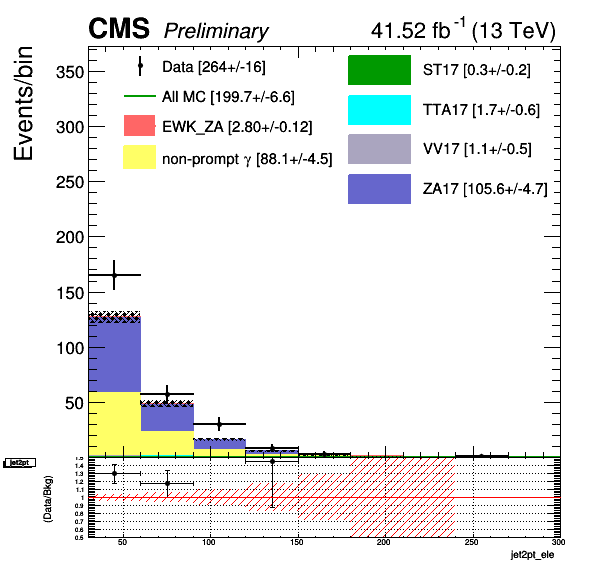 CMS Preliminary 41.52 fb-1 (13 TeV)
Events/bin
350
300
250
200
150
100
50
Data [264+/-16]
All MC [199.7+/-6.6]
EWK_ZA [2.80+/-0.12]
non-prompt γ [88.1+/-4.5]
ST17 [0.3+/-0.2]
TTA17 [1.7+/-0.6]
VV17 [1.1+/-0.5]
ZA17 [105.6+/-4.7]
jet2pt
(Data/Bkg)
1.5
1.4
1.3
1.2
1.1
1
0.9
0.8
0.7
0.6
0.5
50 100 150 200 250 300
jet2pt_ele